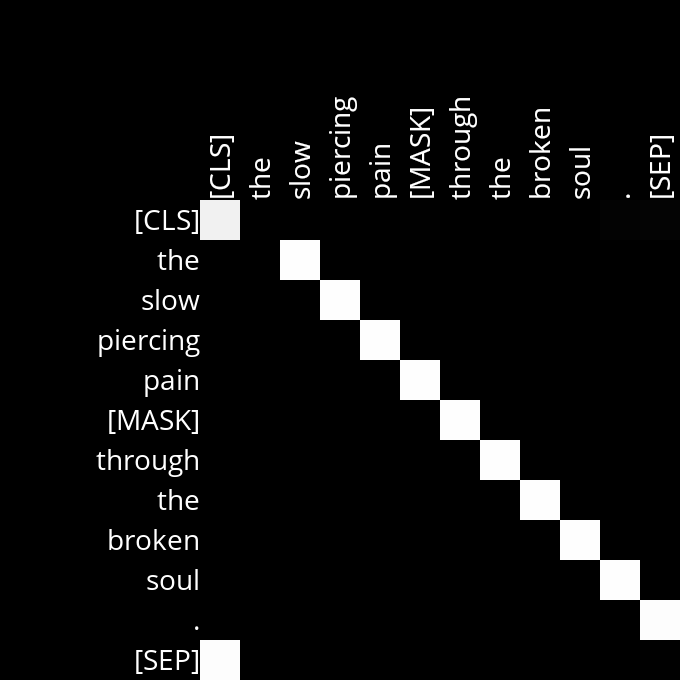 [CLS]
the
slow
piercing
pain
[MASK]
through
the
broken
soul
.
[SEP]
[CLS]
the
slow
piercing
pain
[MASK]
through
the
broken
soul
.
[SEP]